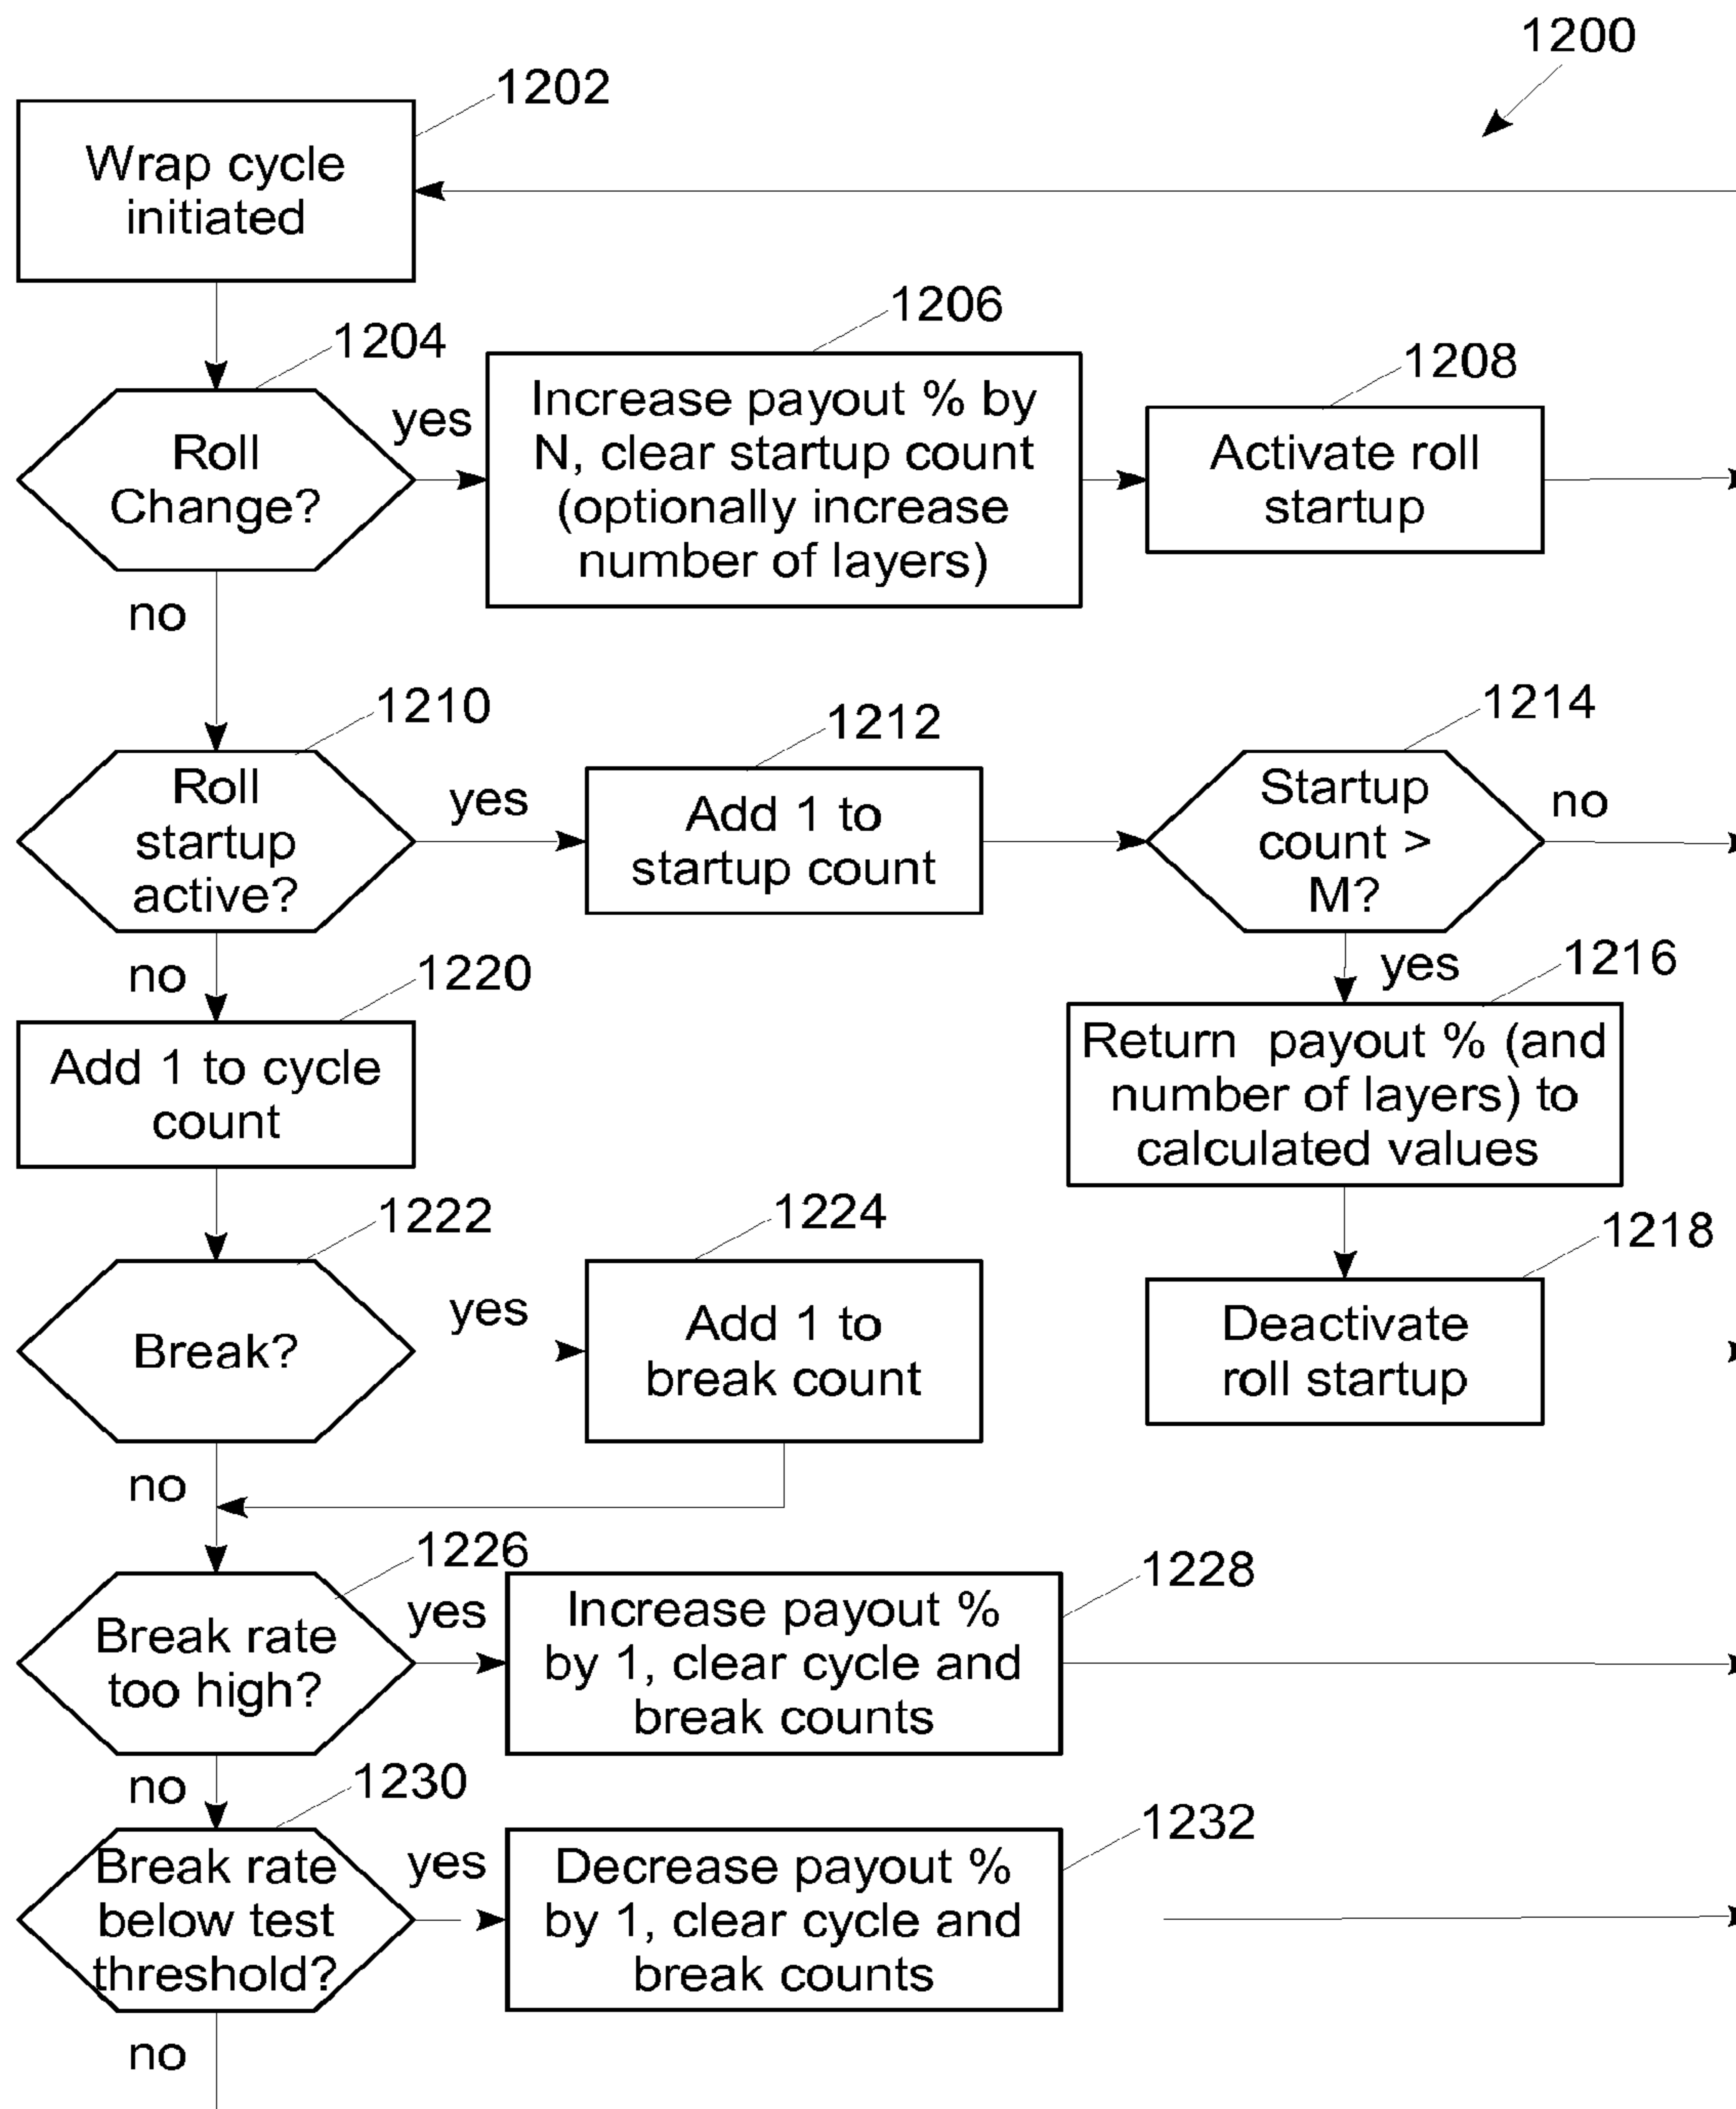 1200
1202
Wrap cycle
initiated
1204
Roll
Change?
yes
no
1206
Increase payout % by
N, clear startup count
(optionally increase
number of layers)
1208
Activate roll
startup
1210
Roll
startup
active?
yes
no
1212
Add 1 to
startup count
1214
Startup
count >
M?
no
yes
1216
Return payout % (and
number of layers) to
calculated values
1218
Deactivate
roll startup
1220
Add 1 to cycle
count
1222
Break?
yes
no
1224
Add 1 to
break count
1226
Break rate
too high?
yes
no
1228
Increase payout %
by 1, clear cycle and
break counts
1230
Break rate
below test
threshold?
yes
no
1232
Decrease payout %
by 1, clear cycle and
break counts